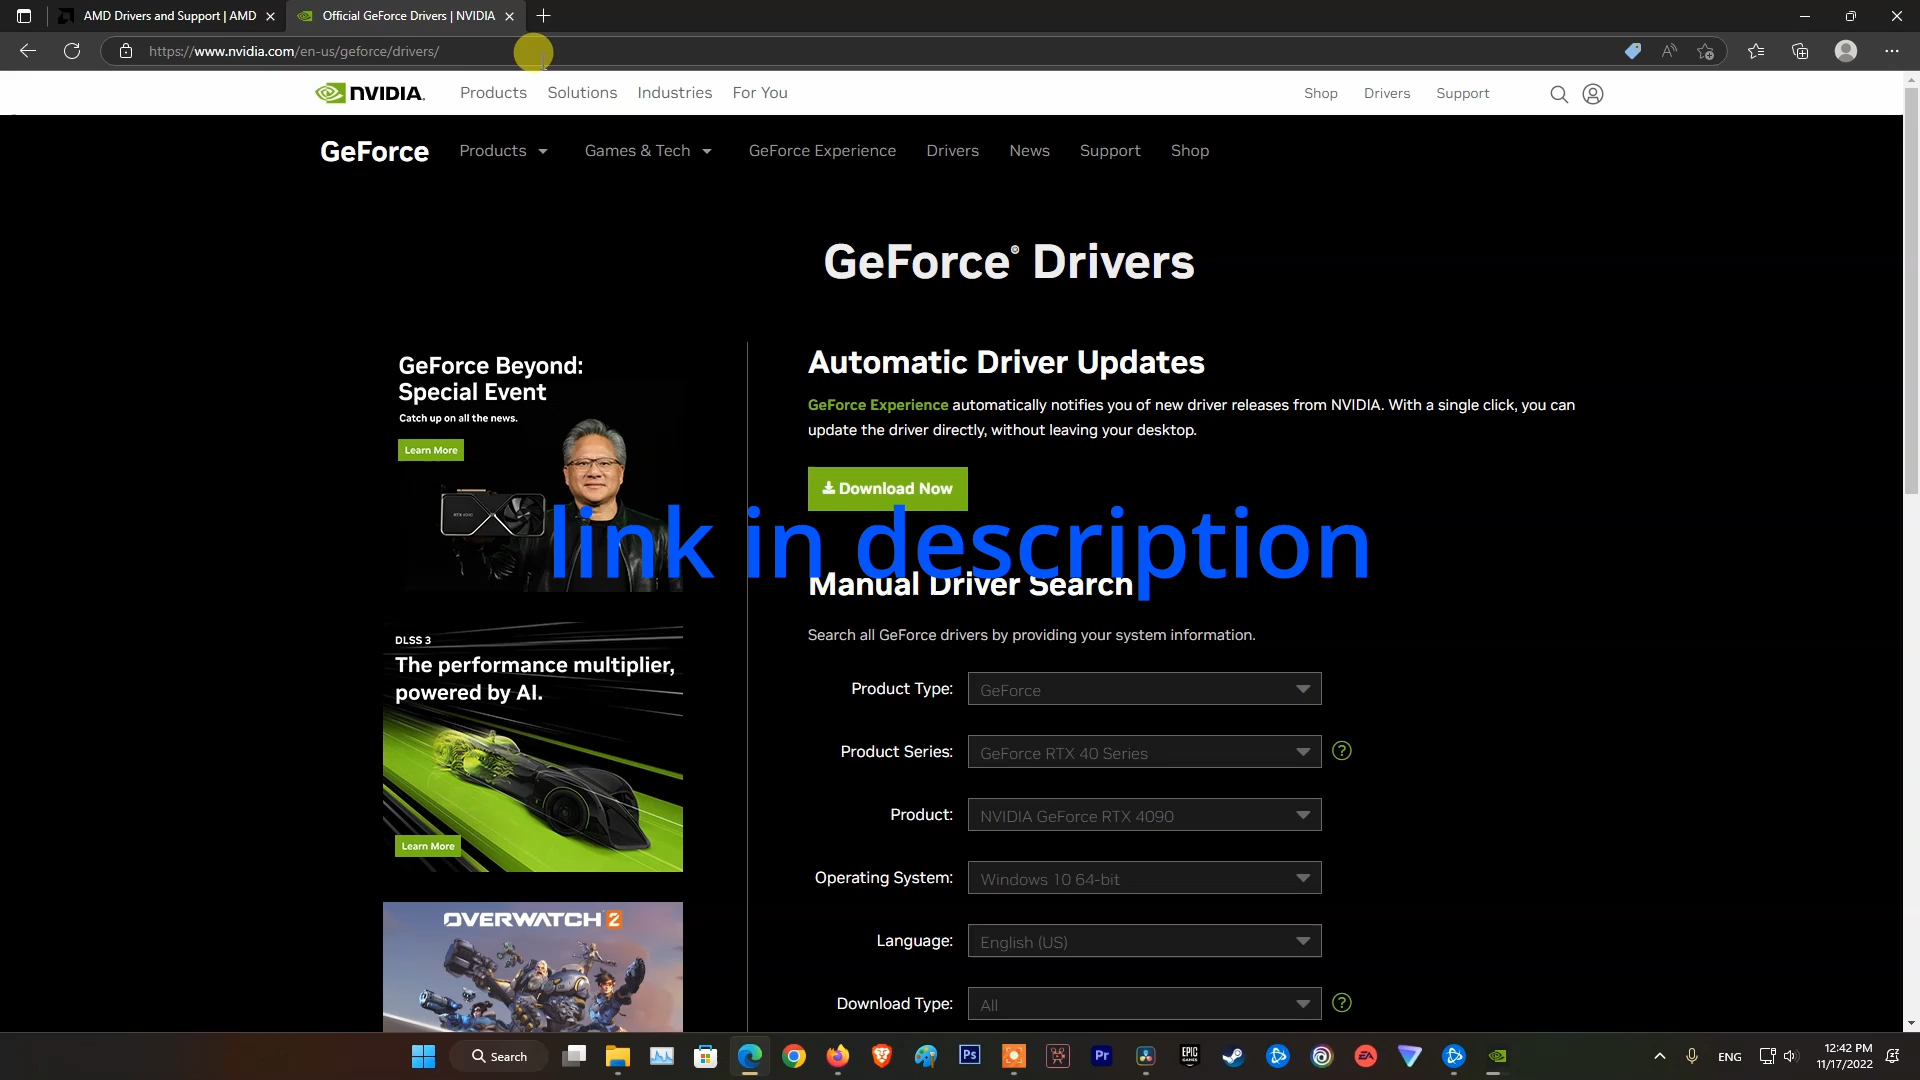 AMD Drivers and Support | AMD
Official GeForce Drivers | NVIDIA
https://www.nvidia.com/en-us/geforce/drivers/
NVIDIA.
Products
Solutions
Industries
For You
Shop
Drivers
Support
GeForce
Products
Games & Tech
GeForce Experience
Drivers
News
Support
Shop
GeForce® Drivers
GeForce Beyond:
Special Event
Catch up on all the news.
Learn More
RTX 4090
DLSS 3
The performance multiplier,
powered by AI.
Learn More
OVERWATCH 2
Automatic Driver Updates
GeForce Experience automatically notifies you of new driver releases from NVIDIA. With a single click, you can
update the driver directly, without leaving your desktop.
Download Now
link in description
Manual Driver Search
Search all GeForce drivers by providing your system information.
Product Type:
GeForce
Product Series:
GeForce RTX 40 Series
?
Product:
NVIDIA GeForce RTX 4090
Operating System:
Windows 10 64-bit
Language:
English (US)
Download Type:
All
?
Search
Ps
Pr
EPIC
GAMES
EA
ENG
12:42 PM
11/17/2022